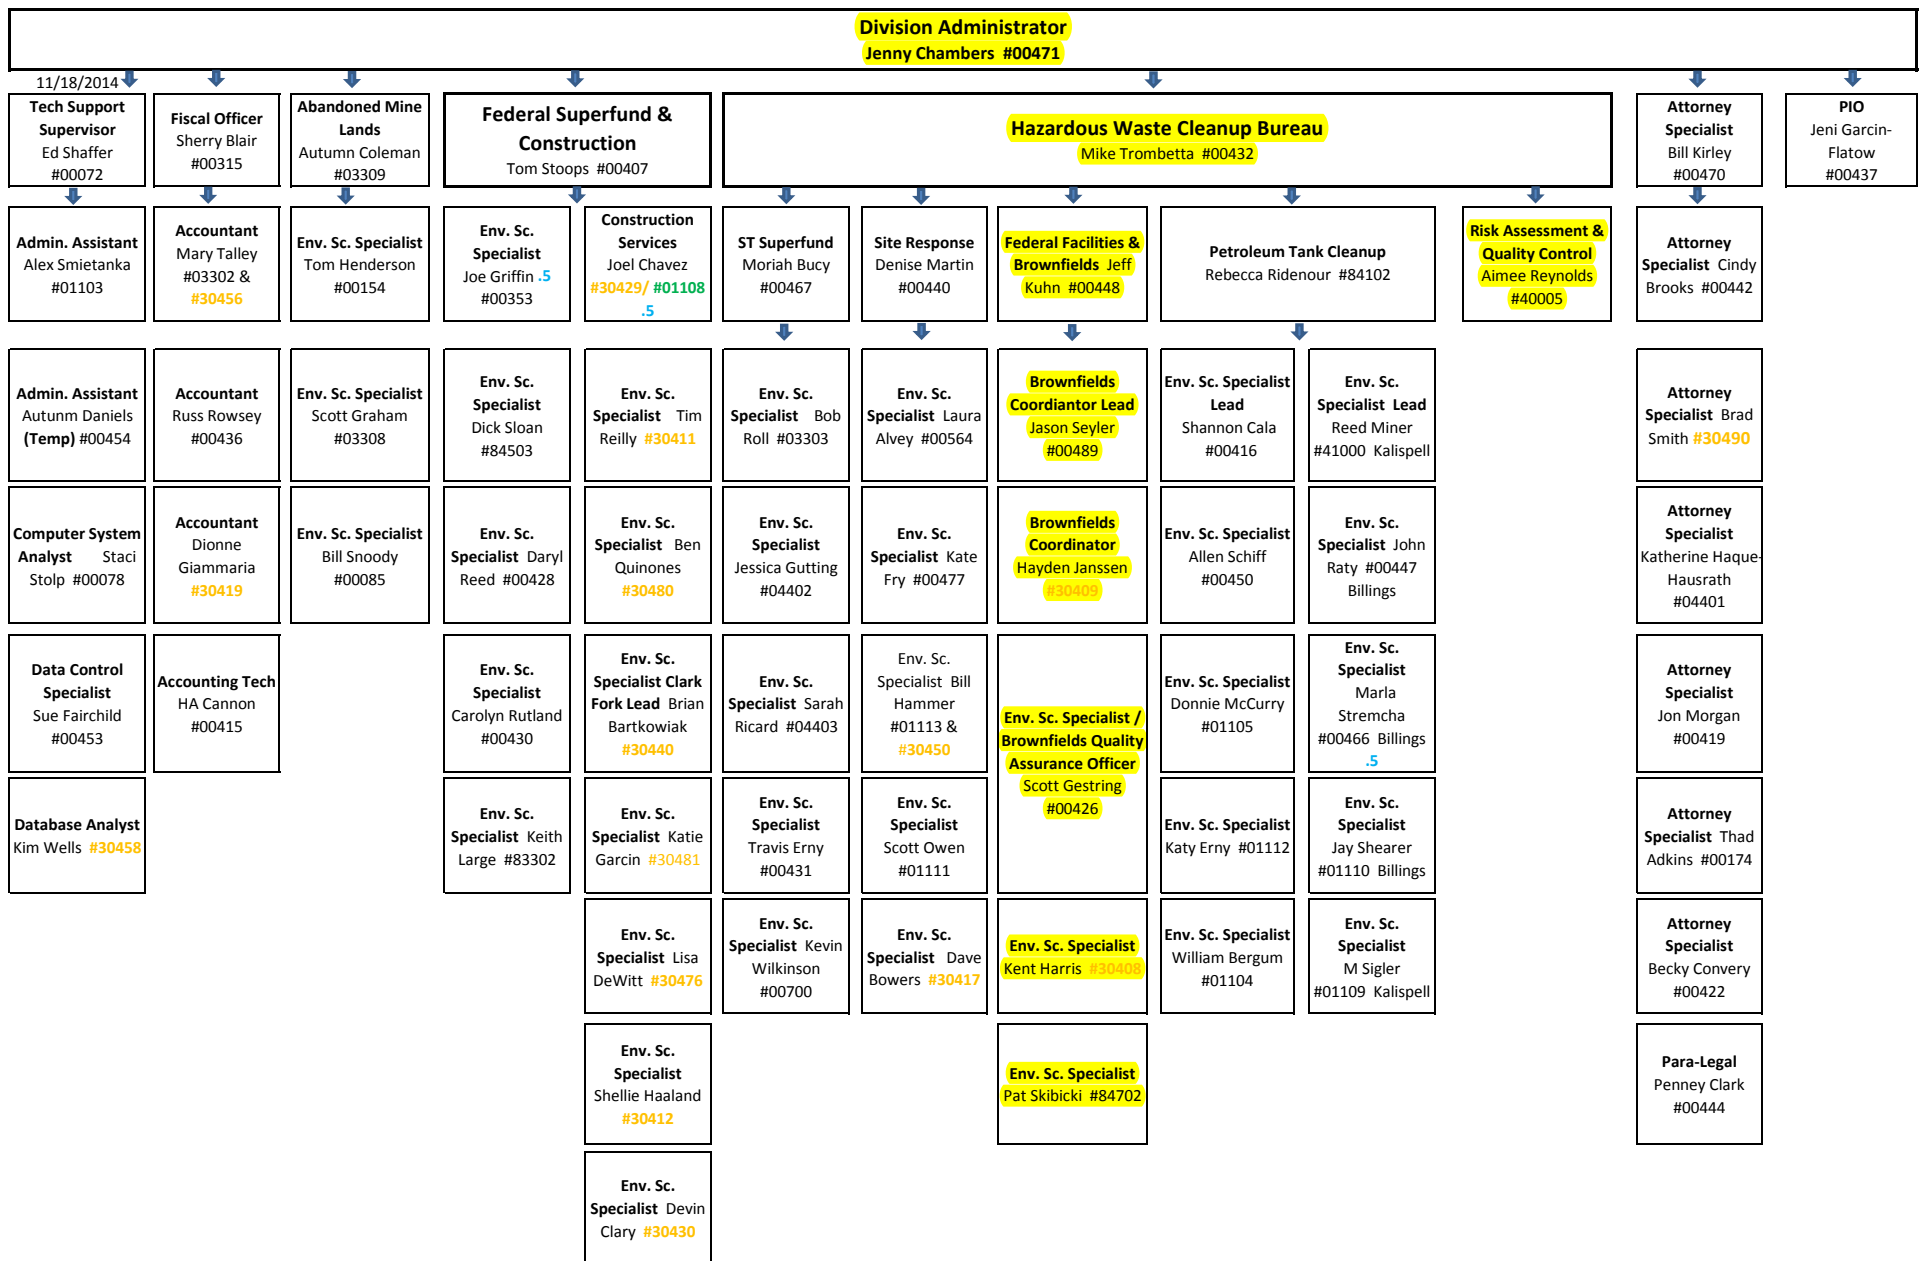 Division Administrator
Jenny Chambers #00471
11/18/2014
Tech Support
Supervisor
Ed Shaffer
#00072
Fiscal Officer
Sherry Blair
#00315
Abandoned Mine
Lands
Autumn Coleman
#03309
Federal Superfund &
Construction
Tom Stoops #00407
Hazardous Waste Cleanup Bureau
Mike Trombetta #00432
Attorney
Specialist
Bill Kirley
#00470
PIO
Jeni Garcin-
Flatow
#00437
Admin. Assistant
Alex Smietanka
#01103
Accountant
Mary Talley
#03302 &
#30456
Env. Sc. Specialist
Tom Henderson
#00154
Env. Sc.
Specialist
Joe Griffin .5
#00353
Construction
Services
Joel Chavez
#30429/ #01108
.5
ST Superfund
Moriah Bucy
#00467
Site Response
Denise Martin
#00440
Federal Facilities &
Brownfields Jeff
Kuhn #00448
Petroleum Tank Cleanup
Rebecca Ridenour #84102
Risk Assessment &
Quality Control
Aimee Reynolds
#40005
Attorney
Specialist Cindy
Brooks #00442
Admin. Assistant
Autunm Daniels
(Temp) #00454
Accountant
Russ Rowsey
#00436
Env. Sc. Specialist
Scott Graham
#03308
Env. Sc.
Specialist
Dick Sloan
#84503
Env. Sc.
Specialist Tim
Reilly #30411
Env. Sc.
Specialist Bob
Roll #03303
Env. Sc.
Specialist Laura
Alvey #00564
Brownfields
Coordiantor Lead
Jason Seyler
#00489
Env. Sc. Specialist
Lead
Shannon Cala
#00416
Env. Sc.
Specialist Lead
Reed Miner
#41000 Kalispell
Attorney
Specialist Brad
Smith #30490
Computer System
Analyst Staci
Stolp #00078
Accountant
Dionne
Giammaria
#30419
Env. Sc. Specialist
Bill Snoody
#00085
Env. Sc.
Specialist Daryl
Reed #00428
Env. Sc.
Specialist Ben
Quinones
#30480
Env. Sc.
Specialist
Jessica Gutting
#04402
Env. Sc.
Specialist Kate
Fry #00477
Brownfields
Coordinator
Hayden Janssen
#30409
Env. Sc. Specialist
Allen Schiff
#00450
Env. Sc.
Specialist John
Raty #00447
Billings
Attorney
Specialist
Katherine Haque-
Hausrath
#04401
Data Control
Specialist
Sue Fairchild
#00453
Accounting Tech
HA Cannon
#00415
Env. Sc.
Specialist
Carolyn Rutland
#00430
Env. Sc.
Specialist Clark
Fork Lead Brian
Bartkowiak
#30440
Env. Sc.
Specialist Sarah
Ricard #04403
Env. Sc.
Specialist Bill
Hammer
#01113 &
#30450
Env. Sc. Specialist /
Brownfields Quality
Assurance Officer
Scott Gestring
#00426
Env. Sc. Specialist
Donnie McCurry
#01105
Env. Sc.
Specialist
Marla
Stremcha
#00466 Billings
.5
Attorney
Specialist
Jon Morgan
#00419
Database Analyst
Kim Wells #30458
Env. Sc.
Specialist Keith
Large #83302
Env. Sc.
Specialist Katie
Garcin #30481
Env. Sc.
Specialist
Travis Erny
#00431
Env. Sc.
Specialist
Scott Owen
#01111
Env. Sc. Specialist
Katy Erny #01112
Env. Sc.
Specialist
Jay Shearer
#01110 Billings
Attorney
Specialist Thad
Adkins #00174
Env. Sc.
Specialist Lisa
DeWitt #30476
Env. Sc.
Specialist Kevin
Wilkinson
#00700
Env. Sc.
Specialist Dave
Bowers #30417
Env. Sc. Specialist
Kent Harris #30408
Env. Sc. Specialist
William Bergum
#01104
Env. Sc.
Specialist
M Sigler
#01109 Kalispell
Attorney
Specialist
Becky Convery
#00422
Env. Sc.
Specialist
Shellie Haaland
#30412
Env. Sc. Specialist
Pat Skibicki #84702
Para-Legal
Penney Clark
#00444
Env. Sc.
Specialist Devin
Clary #30430